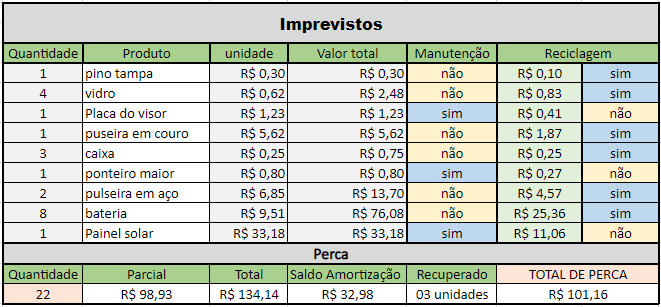 Imprevistos
Quantidade Produto unidade Valor total Manutenção Reciclagem
1 pino tampa R$ 0,30 R$ 0,30 não R$ 0,10 sim
4 vidro R$ 0,62 R$ 2,48 não R$ 0,83 sim
1 Placa do visor R$ 1,23 R$ 1,23 sim R$ 0,41 não
1 puseira em couro R$ 5,62 R$ 5,62 não R$ 1,87 sim
3 caixa R$ 0,25 R$ 0,75 não R$ 0,25 sim
1 ponteiro maior R$ 0,80 R$ 0,80 sim R$ 0,27 não
2 pulseira em aço R$ 6,85 R$ 13,70 não R$ 4,57 sim
8 bateria R$ 9,51 R$ 76,08 não R$ 25,36 sim
1 Painel solar R$ 33,18 R$ 33,18 sim R$ 11,06 não
Perca
Quantidade Parcial Total Saldo Amortização Recuperado TOTAL DE PERCA
22 R$ 98,93 R$ 134,14 R$ 32,98 03 unidades R$ 101,16